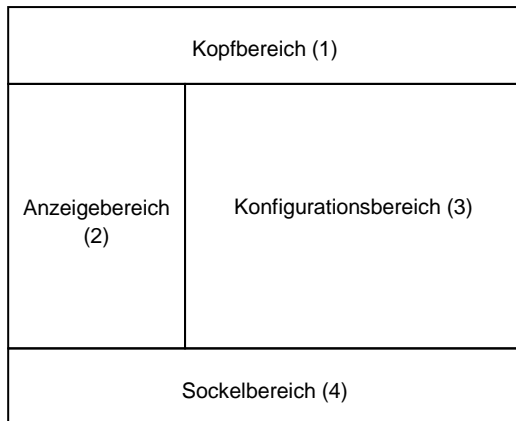 Kopfbereich (1)
Anzeigebereich
(2)
Konfigurationsbereich (3)
Sockelbereich (4)